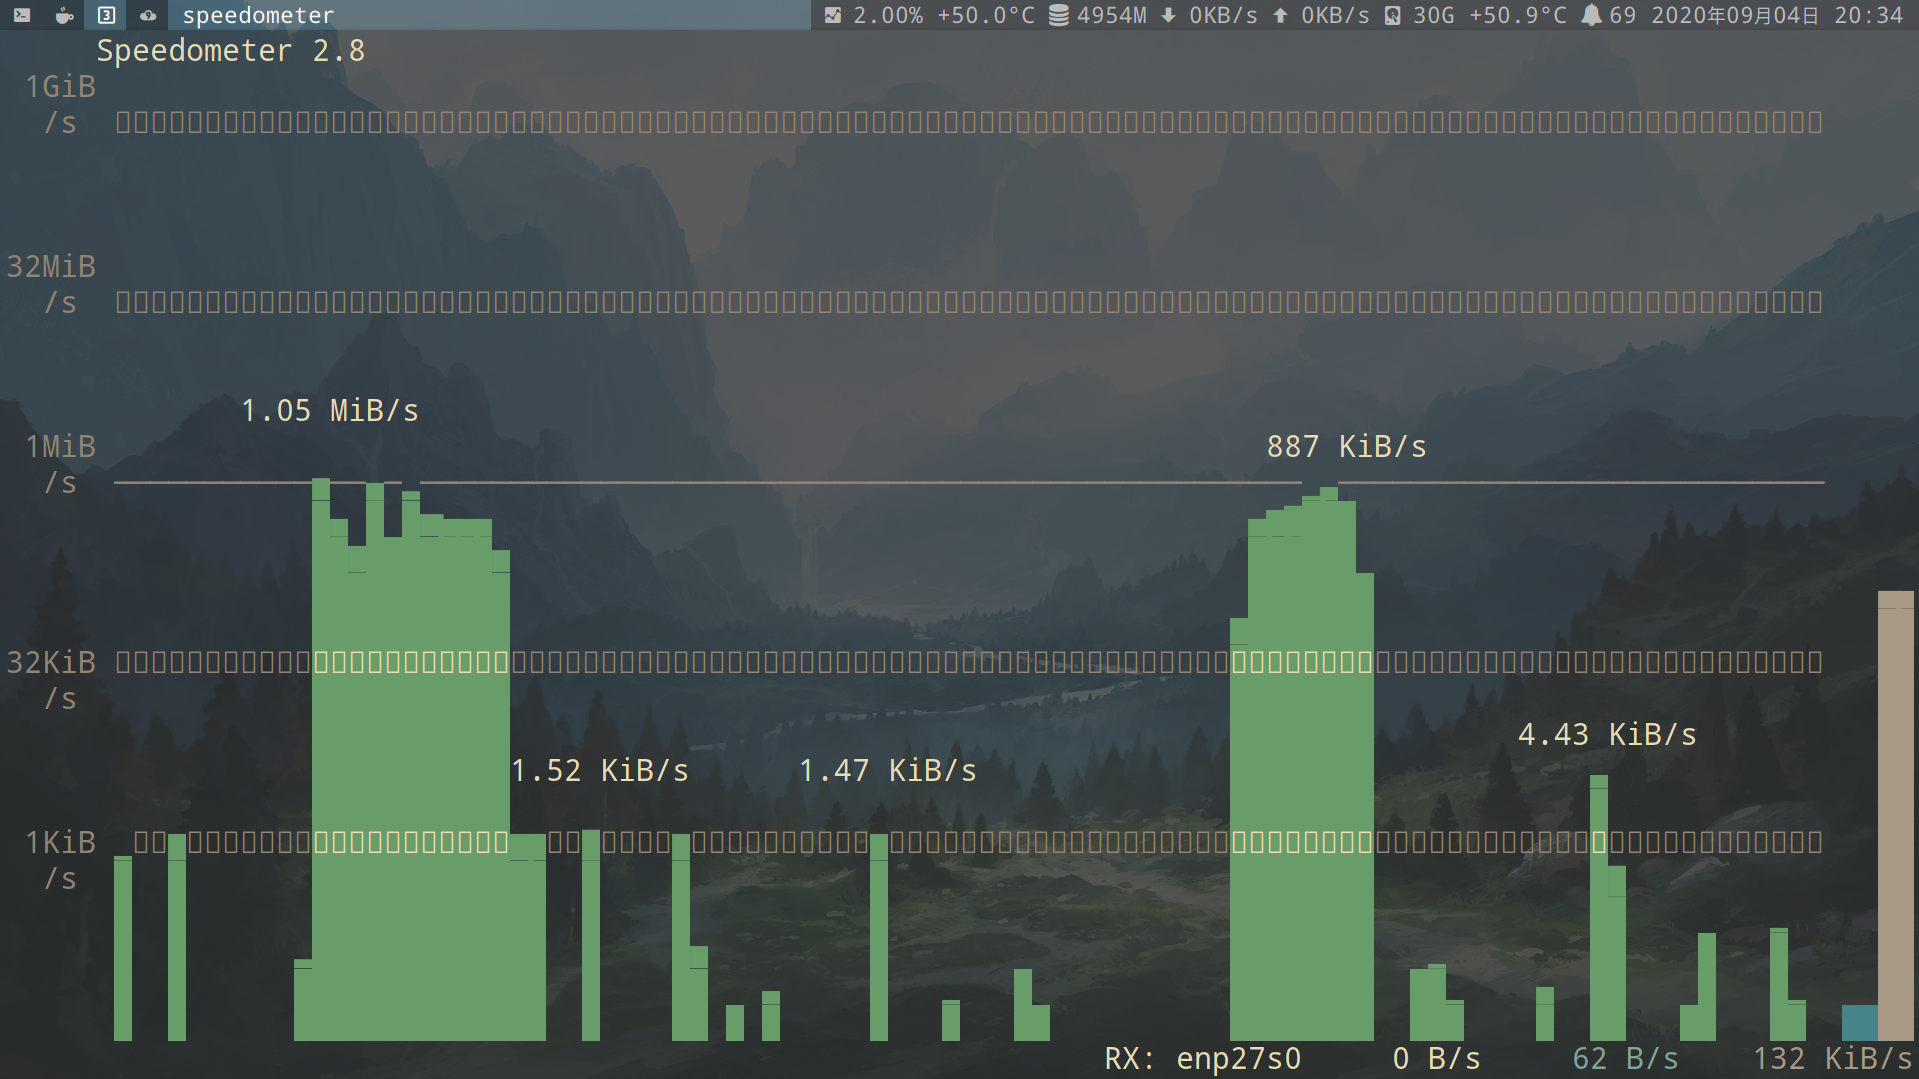 3 speedometer 2.00% +50.0°C 4954M 0KB/s 0KB/s 30G +50.9°C 69 2020年09月04日 20:34
Speedometer 2.8
1GiB
/s
32MiB
/s
1.05 MiB/s
1MiB
/s
887 KiB/s
32KiB
/s
4.43 KiB/s
1.52 KiB/s 1.47 KiB/s
1KiB
/s
RX: enp27s0 0 B/s 62 B/s 132 KiB/s